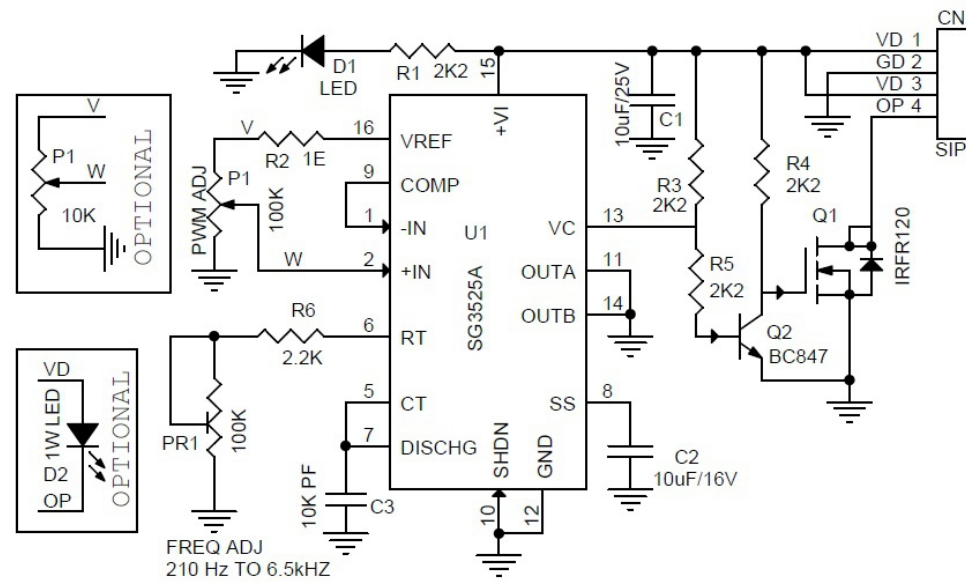 CN
VD 1
GD 2
VD 3
OP 4
SIP
D1
LED
R1 2K2
15
+VI
10uF/25V
C1
V
P1
W
10K
OPTIONAL
V
R2 1E
16 VREF
P1
PWM ADJ
100K
9 COMP
1 -IN
W
2 +IN
U1
SG3525A
VC 13
OUTA 11
OUTB 14
R3
2K2
R4
2K2
R5
2K2
Q1
IRFR120
Q2
BC847
R6
2.2K
6 RT
PR1
100K
5 CT
7 DISCHG
SS 8
SHDN
GND
10
12
C2
10uF/16V
10K PF
C3
VD
1W LED
D2
OP
OPTIONAL
FREQ ADJ
210 Hz TO 6.5kHZ